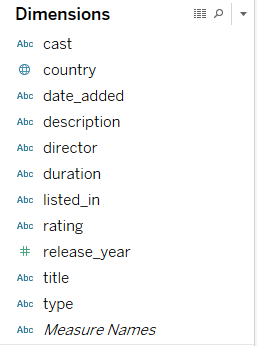 Dimensions
Abc cast
country
Abc date_added
Abc description
Abc director
Abc duration
Abc listed_in
Abc rating
# release_year
Abc title
Abc type
Abc Measure Names